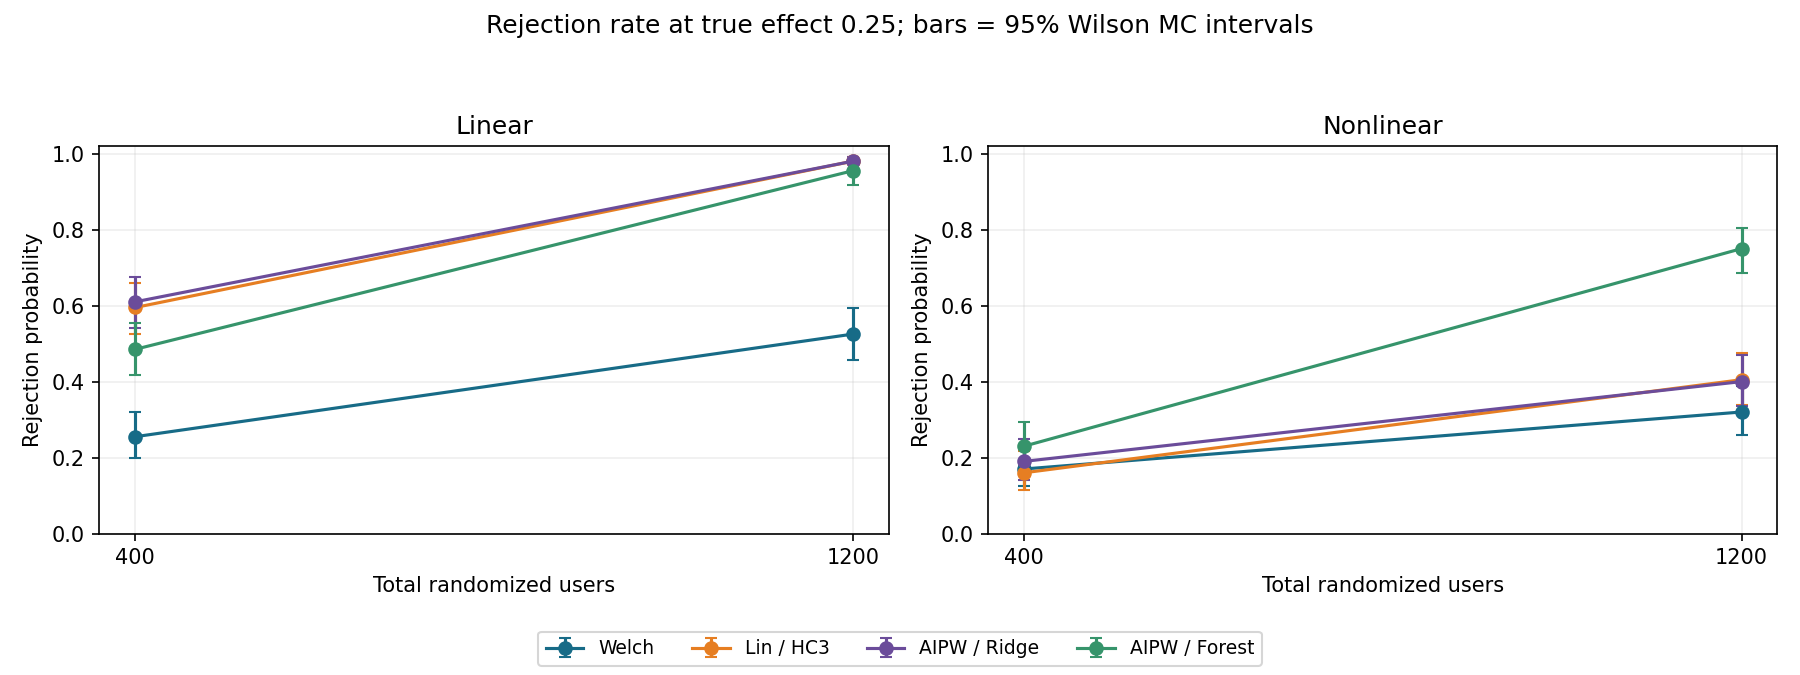 Rejection rate at true effect 0.25; bars = 95% Wilson MC intervals
Linear
Rejection probability
1.0
0.8
0.6
0.4
0.2
0.0
400
1200
Total randomized users
Nonlinear
Rejection probability
1.0
0.8
0.6
0.4
0.2
0.0
400
1200
Total randomized users
Welch
Lin / HC3
AIPW / Ridge
AIPW / Forest